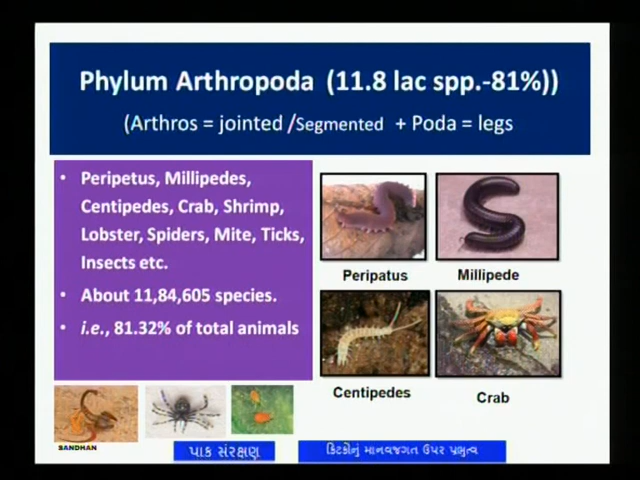 Phylum Arthropoda (11.8 lac spp.-81%))
(Arthros = jointed /Segmented + Poda = legs
• Peripetus, Millipedes,
Centipedes, Crab, Shrimp,
Lobster, Spiders, Mite, Ticks,
Insects etc.
• About 11,84,605 species.
• i.e., 81.32% of total animals
Peripatus
Millipede
Centipedes
Crab
SANDHAN
પાક સંરક્ષણ
કિટકોનું માનવજગત ઉપર પ્રભુત્વ